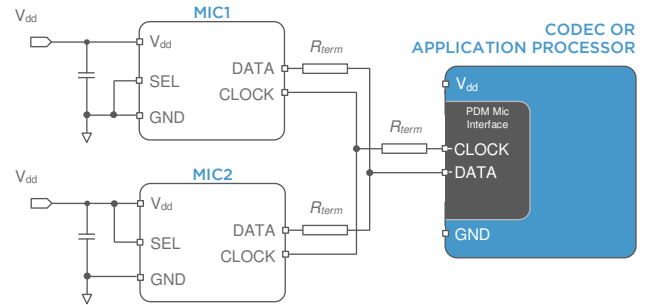 MIC1
Vdd
Vdd
SEL
GND
DATA
CLOCK
Rterm
Rterm
CODEC OR
APPLICATION PROCESSOR
Vdd
PDM Mic
Interface
CLOCK
DATA
GND
MIC2
Vdd
Vdd
SEL
GND
DATA
CLOCK
Rterm